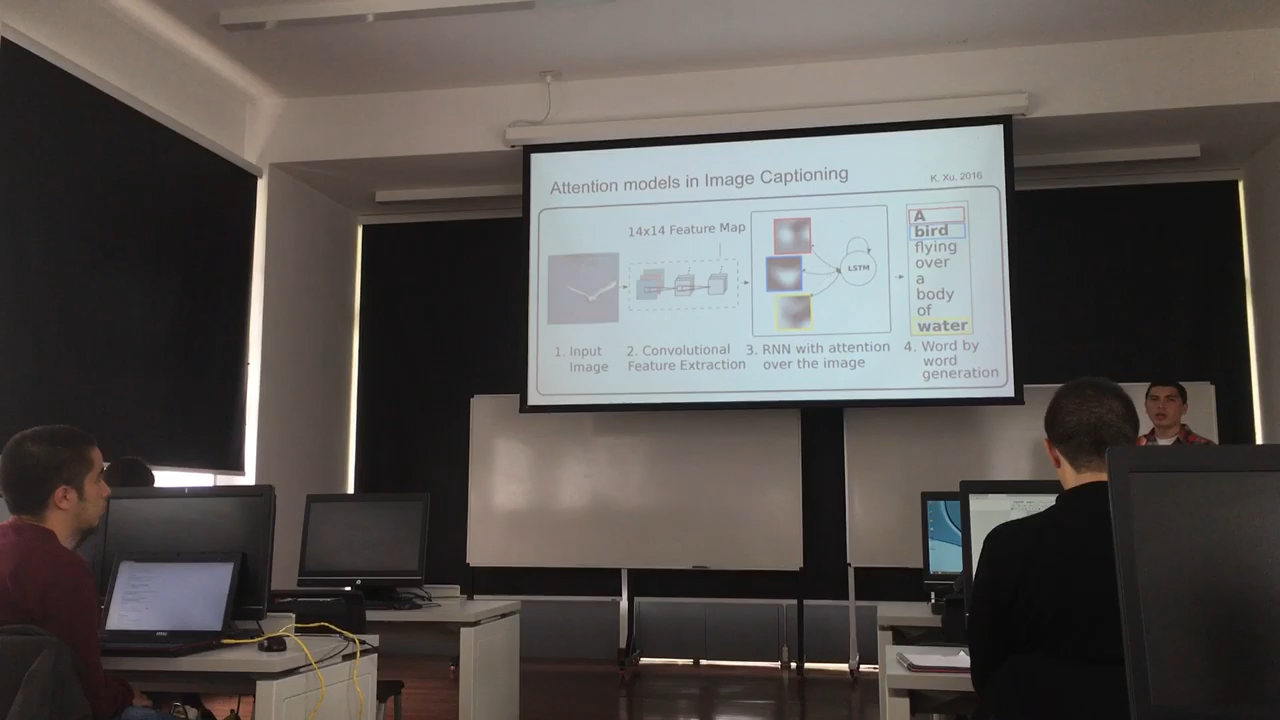 Attention models in Image Captioning
K. Xu, 2016
14x14 Feature Map
LSTM
A
bird
flying
over
a
body
of
water
1. Input
Image
2. Convolutional
Feature Extraction
3. RNN with attention
over the image
4. Word by
word
generation